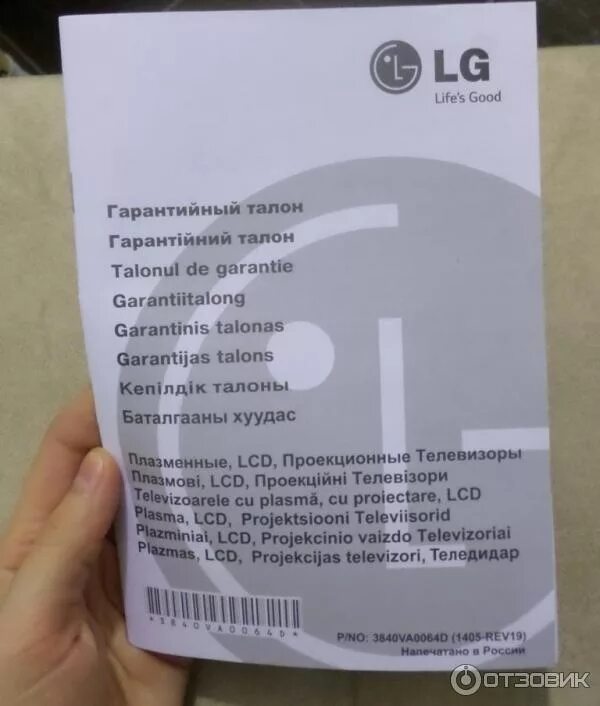 LG
Life's Good
Гарантийный талон
Гарантійний талон
Talonul de garantie
Garantiitalong
Garantinis talonas
Garantijas talons
Кепілдік талоны
Баталгааны хуудас
Плазменные, LCD, Проекционные Телевизоры
Плазмові, LCD, Проекційні Телевізори
Televizoarele cu plasmă, cu proiectare, LCD
Plasma, LCD, Projektsiooni Televiisorid
Plazminiai, LCD, Projekcinio vaizdo Televizoriai
Plazmas, LCD, Projekcijas televizori, Теледидар
*3840VA0064D*
P/NO: 3840VA0064D (1405-REV19)
Напечатано в России
ОТЗОВИК